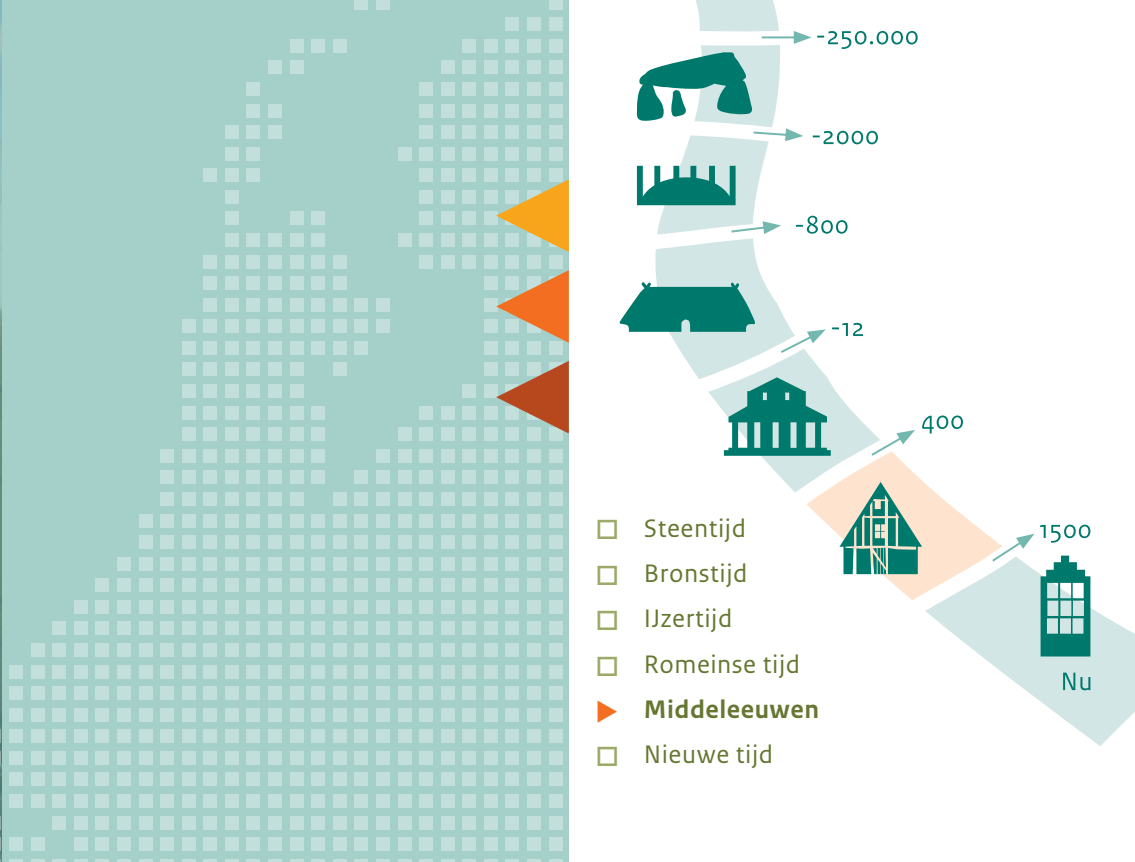 -250.000
-2000
-800
-12
400
1500
Nu
Steentijd
Bronstijd
IJzertijd
Romeinse tijd
Middeleeuwen
Nieuwe tijd